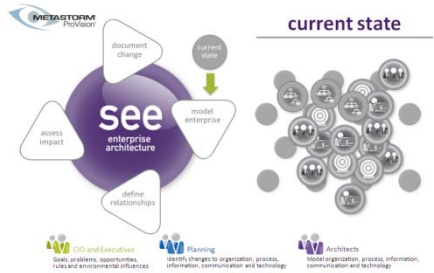 METASTORM
ProVision
current state
document
change
current
state
see
enterprise
architecture
model
enterprise
assess
impact
define
relationships
CIO and Executives
Goals, problems, opportunities,
rules and environmental influences
Planning
Identify changes to organization, process,
information, communication and technology
Architects
Model organization, process, information,
communication and technology